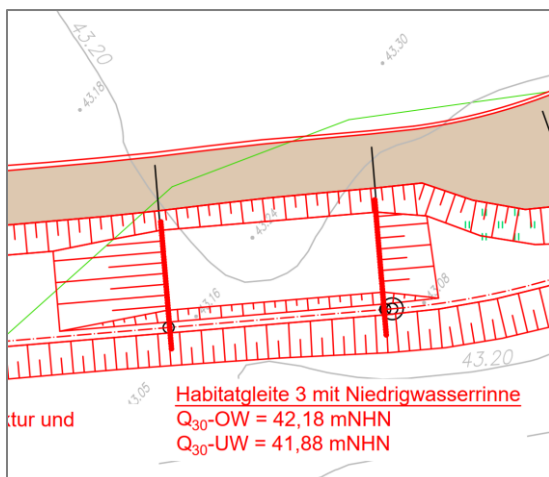 43.20
43.30
43.18
43.24
43.16
43.08
43.20
43.05
Habitatgleite 3 mit Niedrigwasserrinne
ktur und
Q30-OW = 42,18 mNHN
Q30-UW = 41,88 mNHN